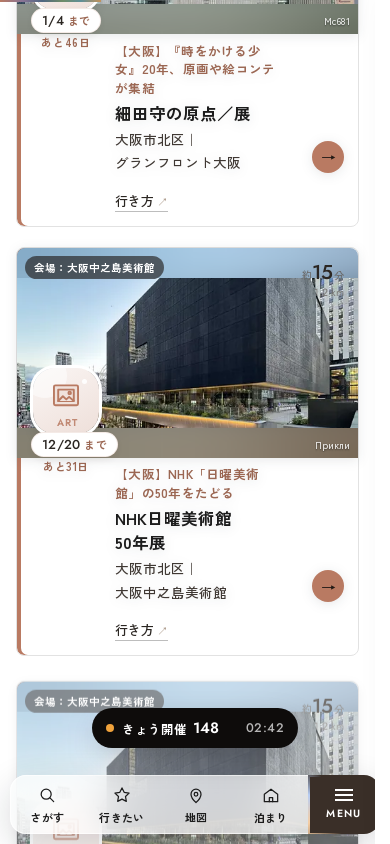 1/4 まで
Mc681
あと46日
【大阪】『時をかける少
女』20年、原画や絵コンテ
が集結
細田守の原点／展
大阪市北区｜
グランフロント大阪
→
行き方 ↗
会場：大阪中之島美術館
約15分
ART
12/20 まで
Прикли
あと31日
【大阪】NHK「日曜美術
館」の50年をたどる
NHK日曜美術館
50年展
大阪市北区｜
大阪中之島美術館
→
行き方 ↗
会場：大阪中之島美術館
約15分
きょう開催 148 02:42
さがす
行きたい
地図
泊まり
MENU